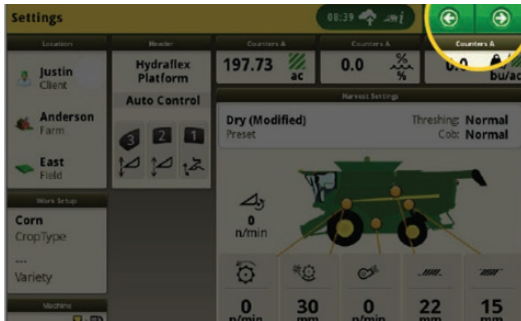 Settings
08:39
Location
Header
Counters A
Counters A
Counters A
Justin
Client
Anderson
Farm
East
Field
Hydraflex
Platform
Auto Control
3
2
1
197.73
ac
0.0
%
%
0.0
bu/ac
Harvest Settings
Dry (Modified)
Preset
Threshing: Normal
Cob: Normal
0
n/min
Work Setup
Corn
CropType
---
Variety
Machine
0
n/min
30
mm
0
n/min
22
mm
15
mm